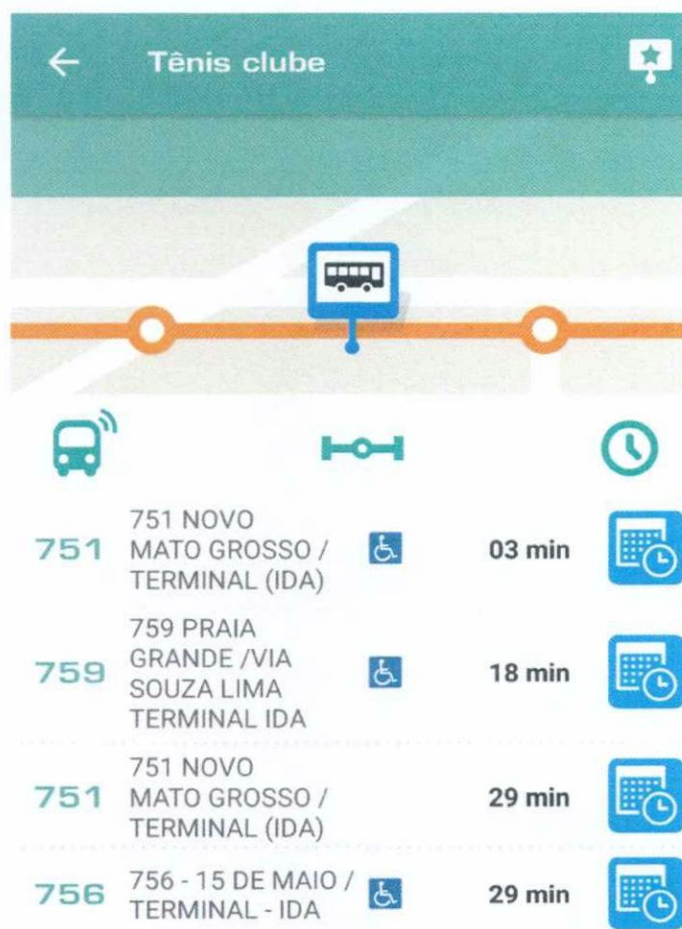 Tênis clube
751
751 NOVO
MATO GROSSO /
TERMINAL (IDA)
03 min
759
759 PRAIA
GRANDE /VIA
SOUZA LIMA
TERMINAL IDA
18 min
751
751 NOVO
MATO GROSSO /
TERMINAL (IDA)
29 min
756
756 - 15 DE MAIO /
TERMINAL - IDA
29 min